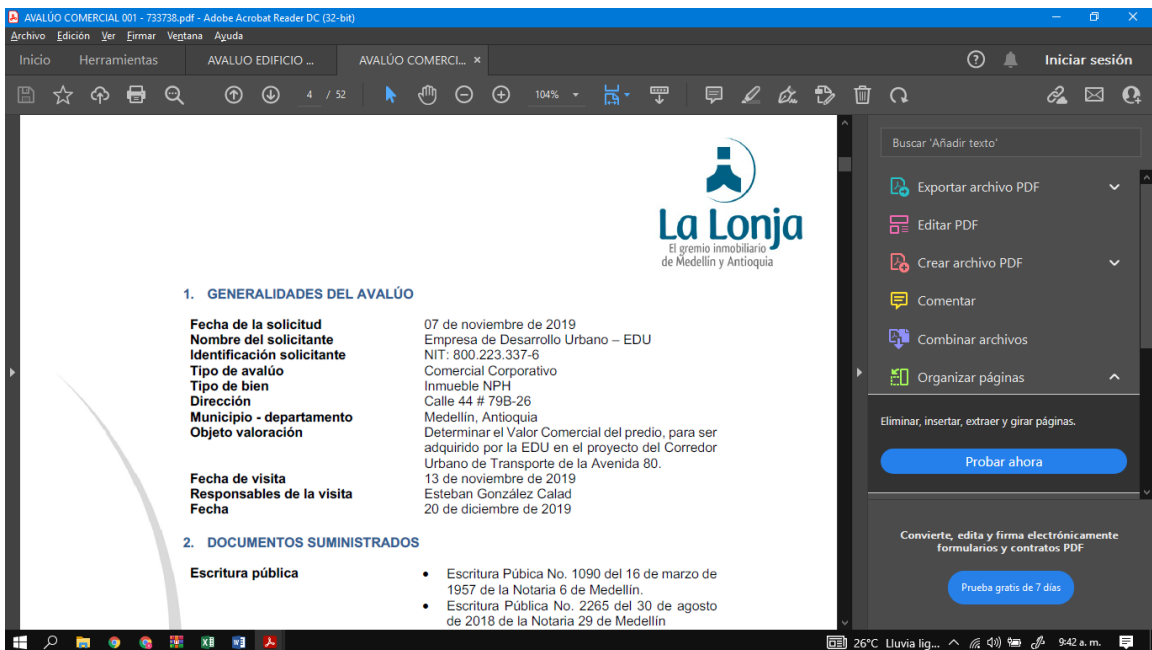 AVALÚO COMERCIAL 001 - 733738.pdf - Adobe Acrobat Reader DC (32-bit)
Archivo Edición Ver Firmar Ventana Ayuda
Inicio Herramientas AVALUO EDIFICIO ... AVALÚO COMERCI... × Iniciar sesión
4 / 52 104%
La Lonja
El gremio inmobiliario
de Medellín y Antioquia
1. GENERALIDADES DEL AVALÚO
Fecha de la solicitud 07 de noviembre de 2019
Nombre del solicitante Empresa de Desarrollo Urbano – EDU
Identificación solicitante NIT: 800.223.337-6
Tipo de avalúo Comercial Corporativo
Tipo de bien Inmueble NPH
Dirección Calle 44 # 79B-26
Municipio - departamento Medellín, Antioquia
Objeto valoración Determinar el Valor Comercial del predio, para ser
adquirido por la EDU en el proyecto del Corredor
Urbano de Transporte de la Avenida 80.
Fecha de visita 13 de noviembre de 2019
Responsables de la visita Esteban González Calad
Fecha 20 de diciembre de 2019
2. DOCUMENTOS SUMINISTRADOS
Escritura pública • Escritura Púbica No. 1090 del 16 de marzo de
1957 de la Notaria 6 de Medellín.
• Escritura Pública No. 2265 del 30 de agosto
de 2018 de la Notaria 29 de Medellín
Buscar 'Añadir texto'
Exportar archivo PDF
Editar PDF
Crear archivo PDF
Comentar
Combinar archivos
Organizar páginas
Eliminar, insertar, extraer y girar páginas.
Probar ahora
Convierte, edita y firma electrónicamente
formularios y contratos PDF
Prueba gratis de 7 días
26°C Lluvia lig... 9:42 a. m.